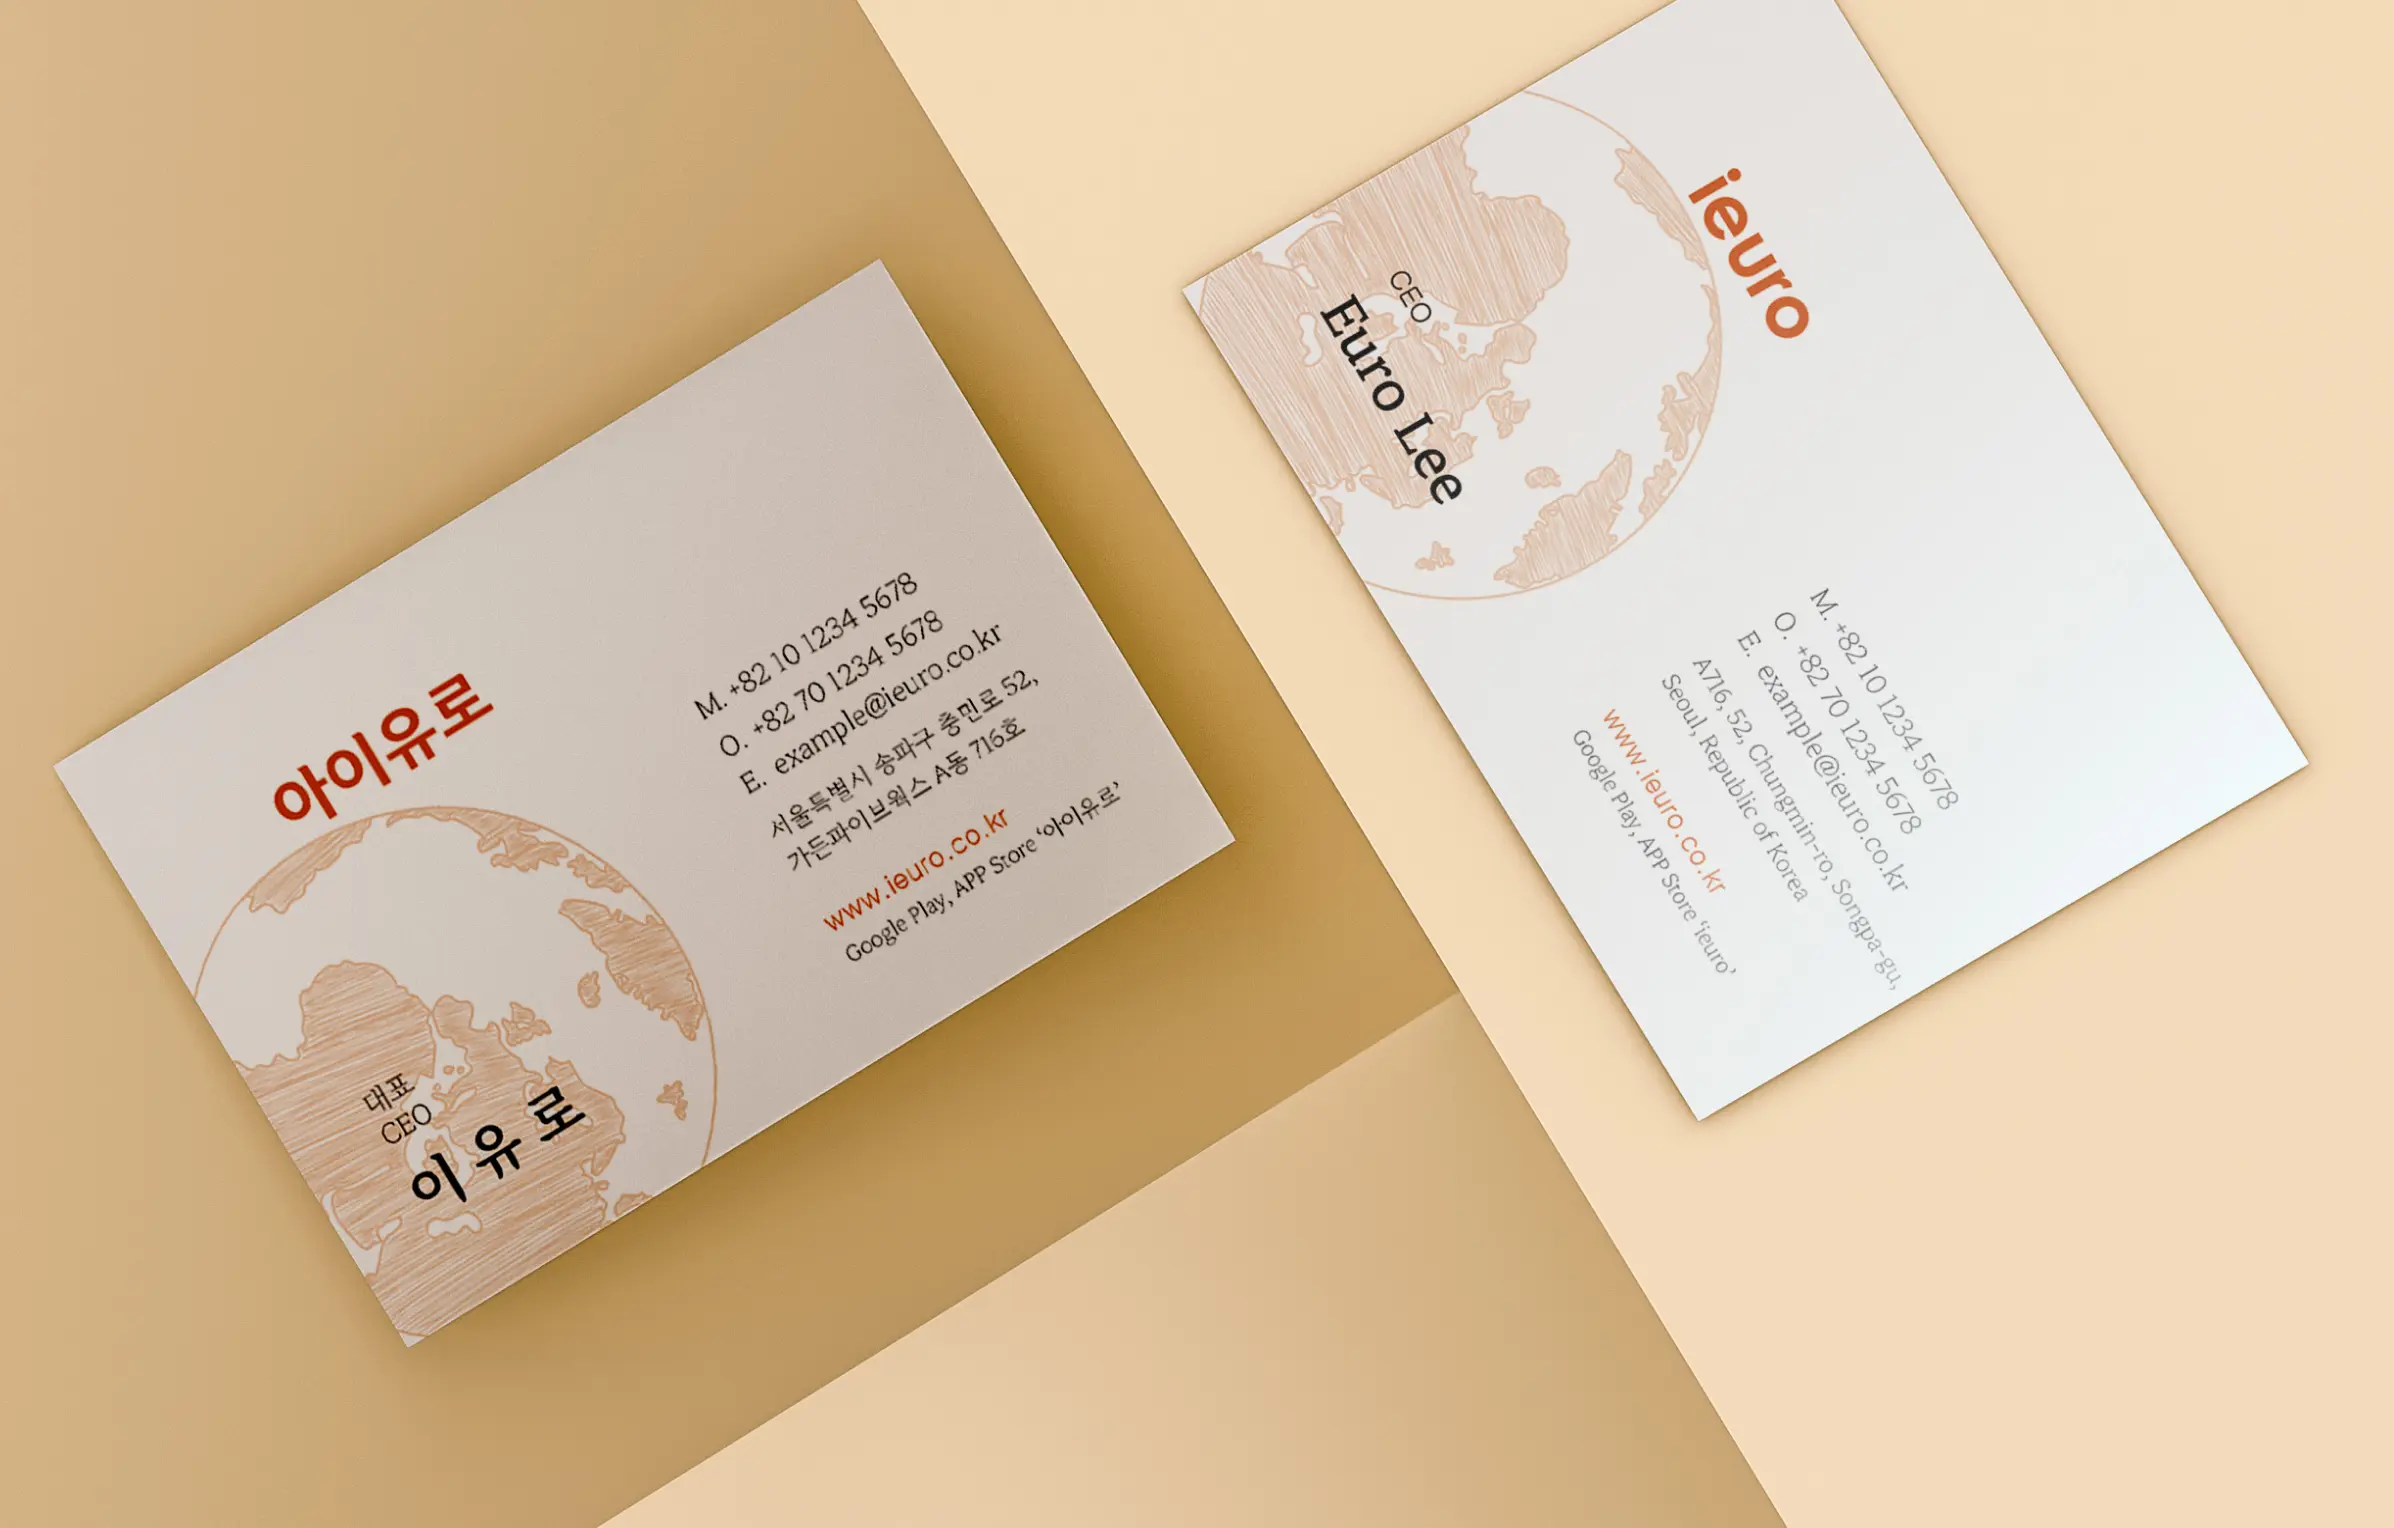 아이유로
대표
CEO
이유로
M. +82 10 1234 5678
O. +82 70 1234 5678
E. example@ieuro.co.kr
서울특별시 송파구 충민로 52,
가든파이브웍스 A동 716호
www.ieuro.co.kr
Google Play, APP Store ‘아이유로’
ieuro
CEO
Euro Lee
M. +82 10 1234 5678
O. +82 70 1234 5678
E. example@ieuro.co.kr
A716, 52, Chungmin-ro, Songpa-gu,
Seoul, Republic of Korea
www.ieuro.co.kr
Google Play, APP Store ‘ieuro’